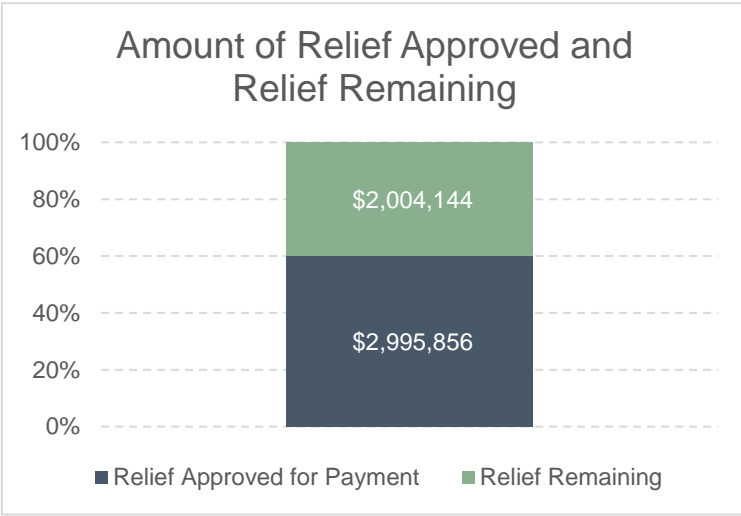 Amount of Relief Approved and
Relief Remaining
100%
80%
60%
40%
20%
0%
$2,004,144
$2,995,856
Relief Approved for Payment
Relief Remaining